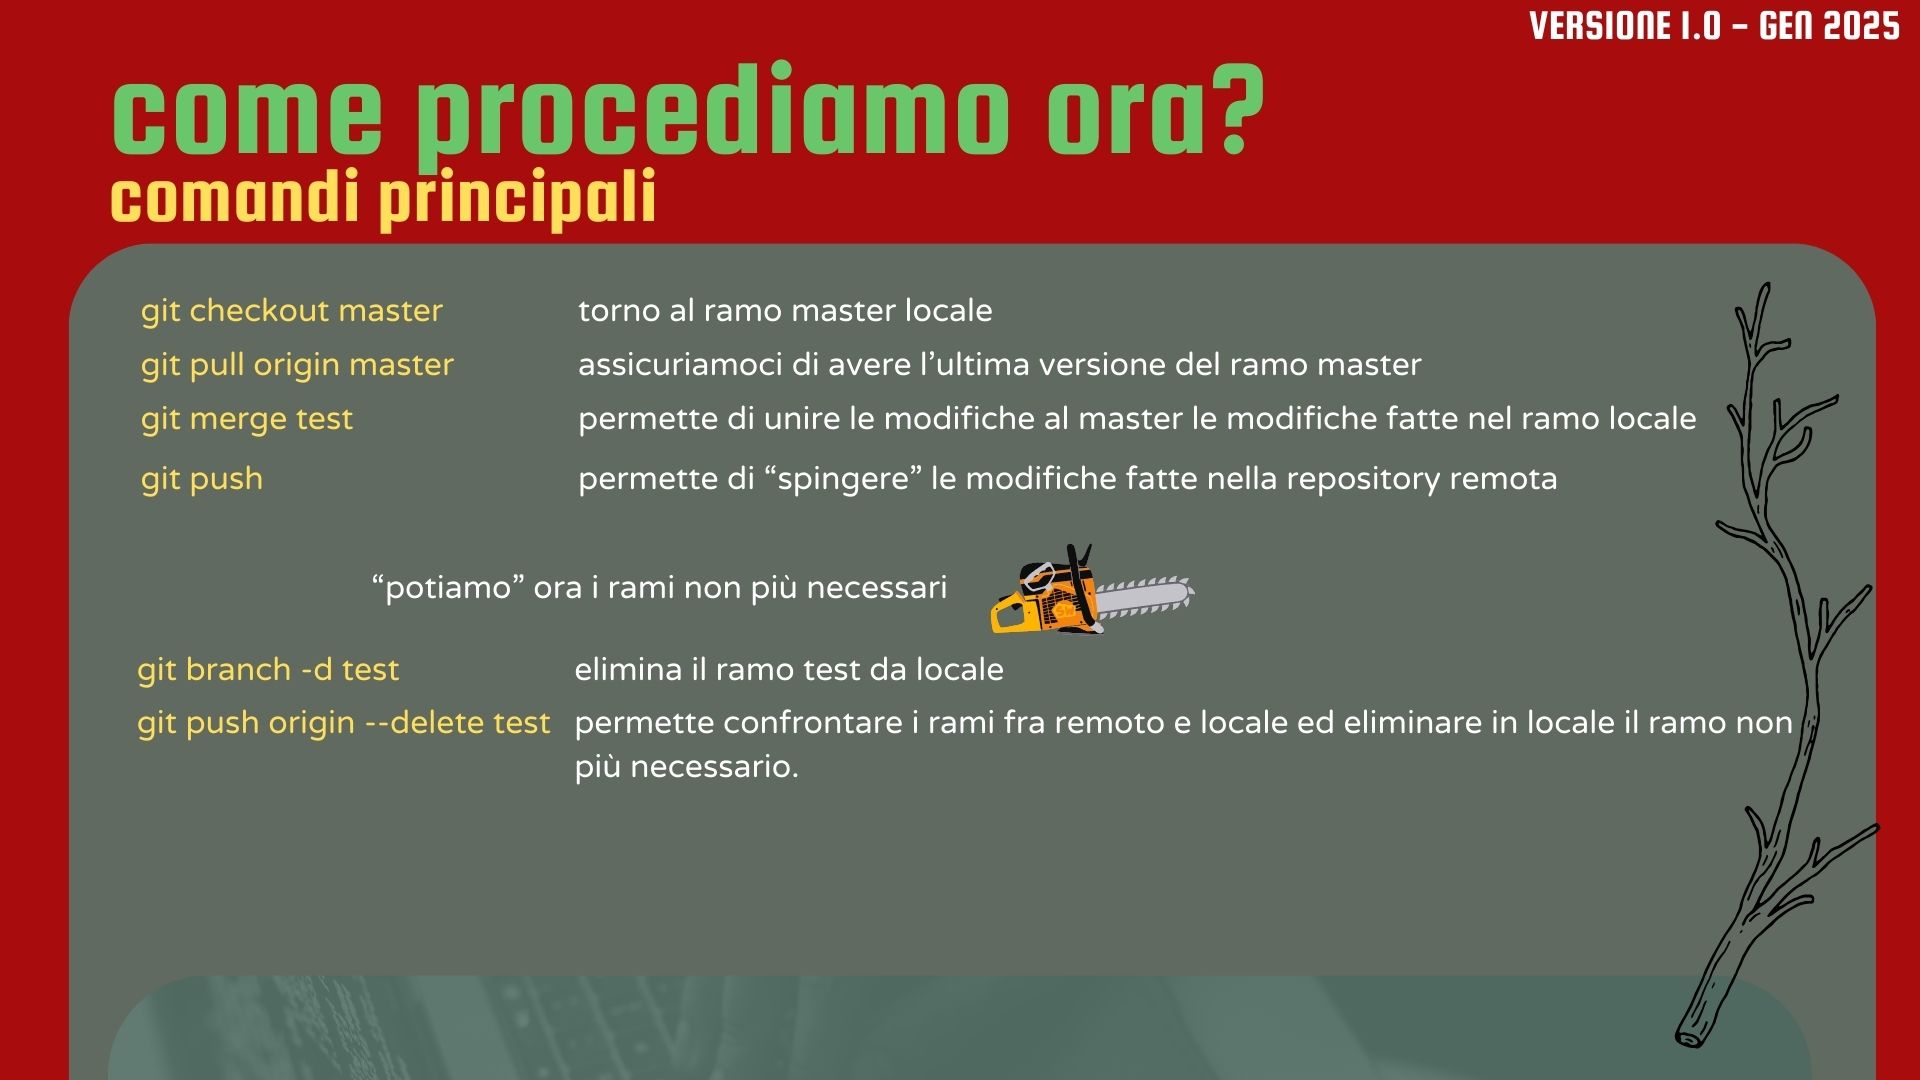 VERSIONE 1.0 - GEN 2025
come procediamo ora?
comandi principali
git checkout master torno al ramo master locale
git pull origin master assicuriamoci di avere l’ultima versione del ramo master
git merge test permette di unire le modifiche al master le modifiche fatte nel ramo locale
git push permette di “spingere” le modifiche fatte nella repository remota
“potiamo” ora i rami non più necessari
git branch -d test elimina il ramo test da locale
git push origin --delete test permette confrontare i rami fra remoto e locale ed eliminare in locale il ramo non
più necessario.